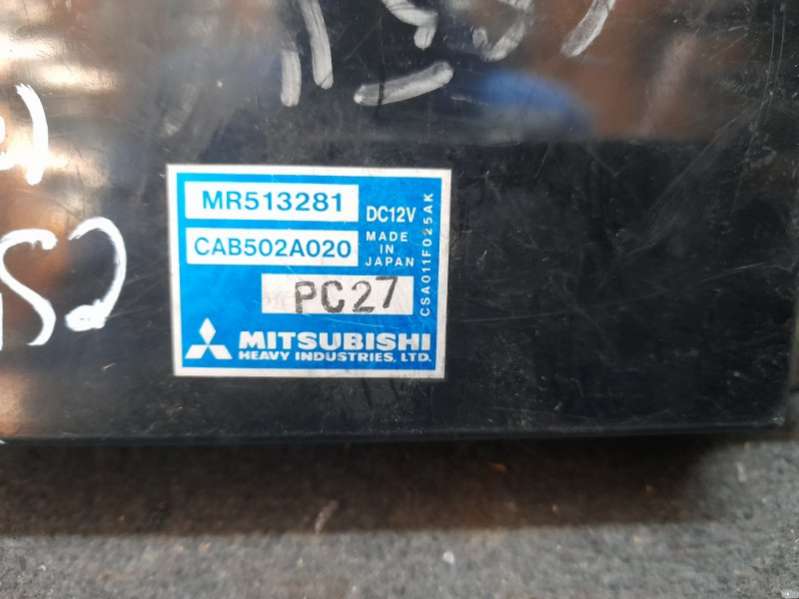 MR513281
DC12V
CAB502A020
MADE
IN
JAPAN
PC27
CSA011F025AK
MITSUBISHI
HEAVY INDUSTRIES, LTD.